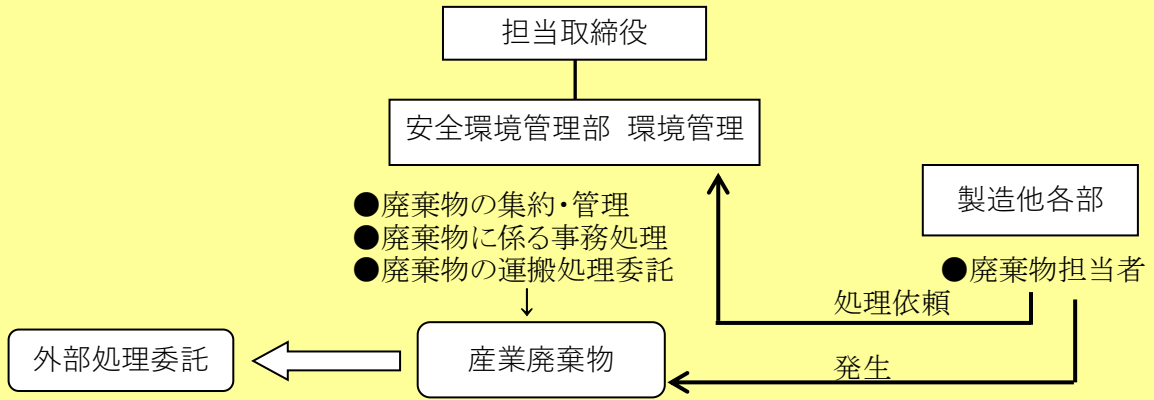 担当取締役
安全環境管理部 環境管理
●廃棄物の集約・管理
●廃棄物に係る事務処理
●廃棄物の運搬処理委託
↓
製造他各部
●廃棄物担当者
処理依頼
外部処理委託
産業廃棄物
発生